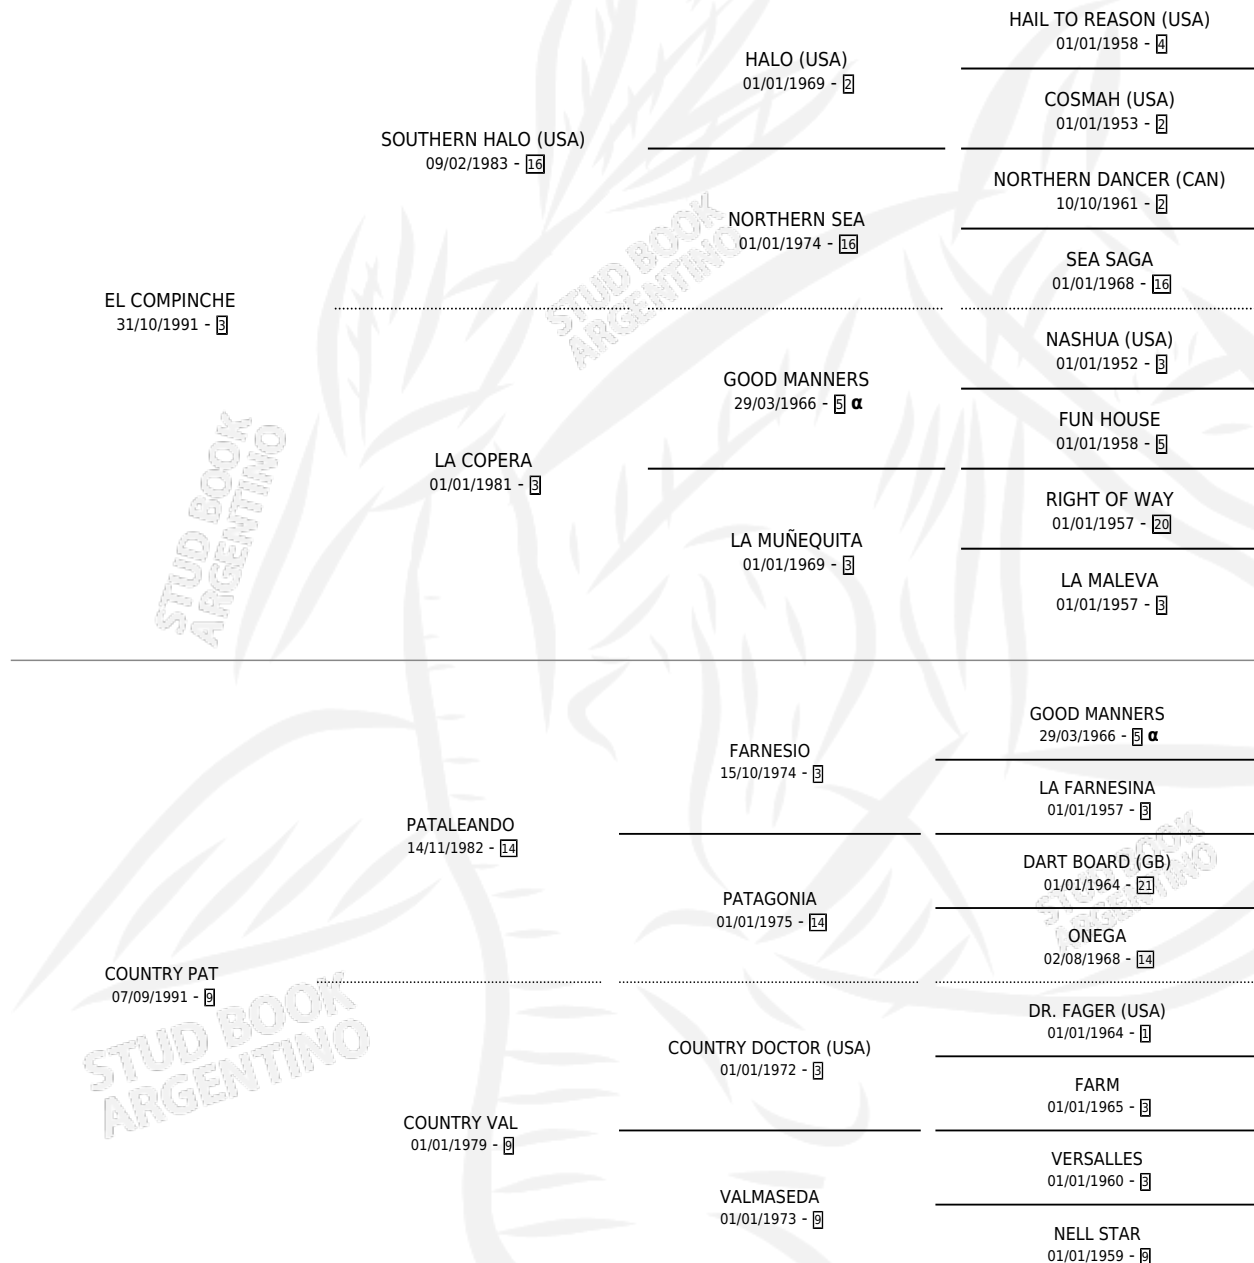 HAIL TO REASON (USA)
01/01/1958 - 4
HALO (USA)
01/01/1969 - 2
COSMAH (USA)
01/01/1953 - 2
SOUTHERN HALO (USA)
09/02/1983 - 16
NORTHERN DANCER (CAN)
10/10/1961 - 2
NORTHERN SEA
01/01/1974 - 16
SEA SAGA
01/01/1968 - 16
EL COMPINCHE
31/10/1991 - 3
NASHUA (USA)
01/01/1952 - 3
GOOD MANNERS
29/03/1966 - 5 α
FUN HOUSE
01/01/1958 - 5
LA COPERA
01/01/1981 - 3
RIGHT OF WAY
01/01/1957 - 20
LA MUÑEQUITA
01/01/1969 - 3
LA MALEVA
01/01/1957 - 3
GOOD MANNERS
29/03/1966 - 5 α
FARNESIO
15/10/1974 - 3
LA FARNESINA
01/01/1957 - 3
PATALEANDO
14/11/1982 - 14
DART BOARD (GB)
01/01/1964 - 21
PATAGONIA
01/01/1975 - 14
ONEGA
02/08/1968 - 14
COUNTRY PAT
07/09/1991 - 9
DR. FAGER (USA)
01/01/1964 - 1
COUNTRY DOCTOR (USA)
01/01/1972 - 3
FARM
01/01/1965 - 3
COUNTRY VAL
01/01/1979 - 9
VERSALLES
01/01/1960 - 3
VALMASEDA
01/01/1973 - 9
NELL STAR
01/01/1959 - 9
STUD BOOK
ARGENTINO
STUD BOOK
ARGENTINO
STUD BOOK
ARGENTINO
STUD BOOK
ARGENTINO